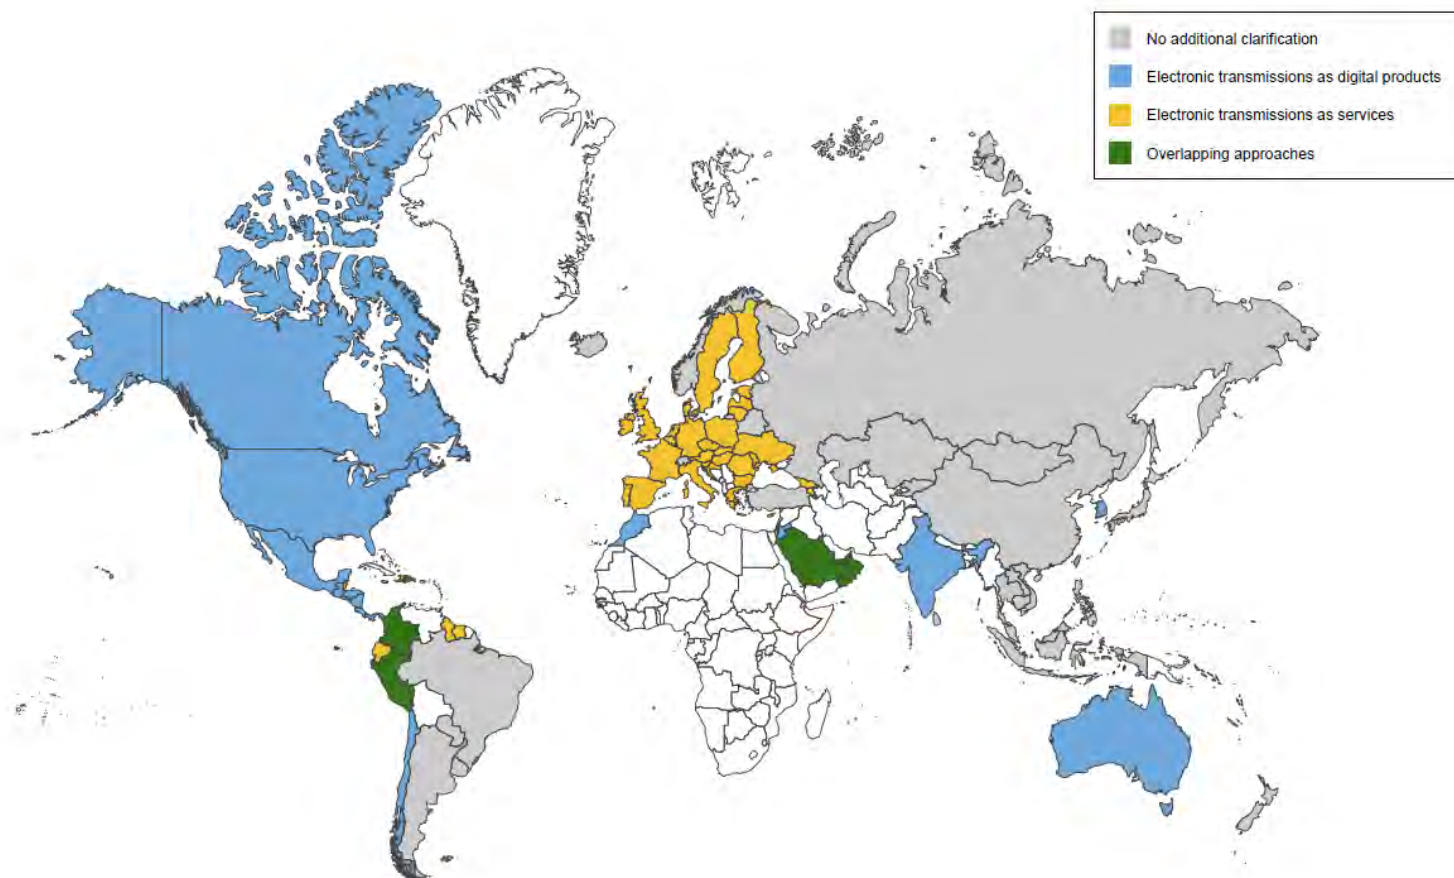 No additional clarification
Electronic transmissions as digital products
Electronic transmissions as services
Overlapping approaches